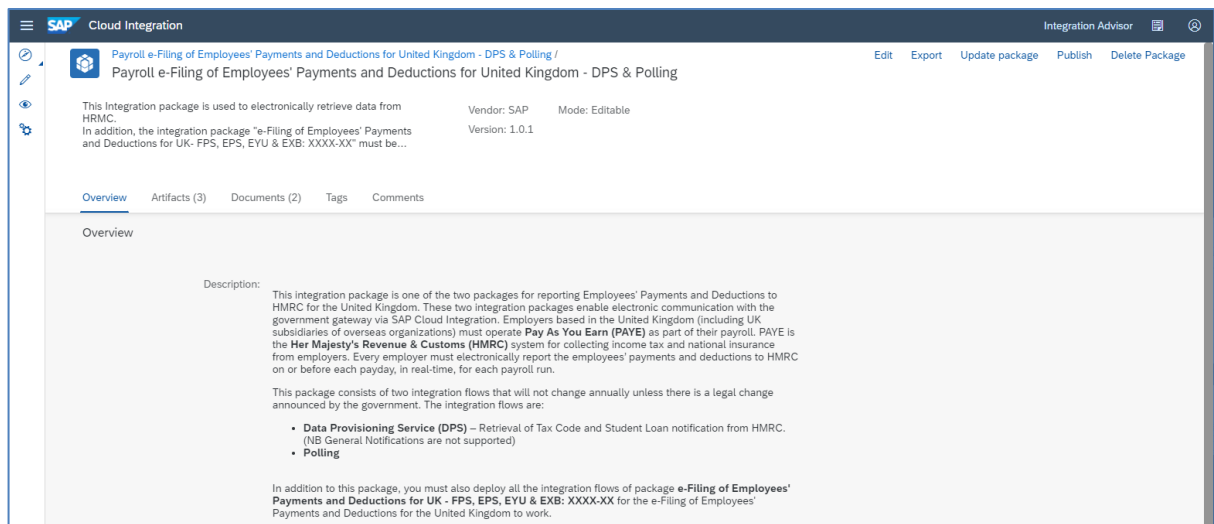 SAP Cloud Integration
Integration Advisor
Payroll e-Filing of Employees' Payments and Deductions for United Kingdom - DPS & Polling /
Payroll e-Filing of Employees' Payments and Deductions for United Kingdom - DPS & Polling
Edit Export Update package Publish Delete Package
This Integration package is used to electronically retrieve data from
HRMC.
In addition, the integration package "e-Filing of Employees' Payments
and Deductions for UK- FPS, EPS, EYU & EXB: XXXX-XX" must be...
Vendor: SAP Mode: Editable
Version: 1.0.1
Overview Artifacts (3) Documents (2) Tags Comments
Overview
Description:
This integration package is one of the two packages for reporting Employees' Payments and Deductions to
HMRC for the United Kingdom. These two integration packages enable electronic communication with the
government gateway via SAP Cloud Integration. Employers based in the United Kingdom (including UK
subsidiaries of overseas organizations) must operate Pay As You Earn (PAYE) as part of their payroll. PAYE is
the Her Majesty's Revenue & Customs (HMRC) system for collecting income tax and national insurance
from employers. Every employer must electronically report the employees' payments and deductions to HMRC
on or before each payday, in real-time, for each payroll run.
This package consists of two integration flows that will not change annually unless there is a legal change
announced by the government. The integration flows are:
• Data Provisioning Service (DPS) – Retrieval of Tax Code and Student Loan notification from HMRC.
(NB General Notifications are not supported)
• Polling
In addition to this package, you must also deploy all the integration flows of package e-Filing of Employees'
Payments and Deductions for UK - FPS, EPS, EYU & EXB: XXXX-XX for the e-Filing of Employees'
Payments and Deductions for the United Kingdom to work.